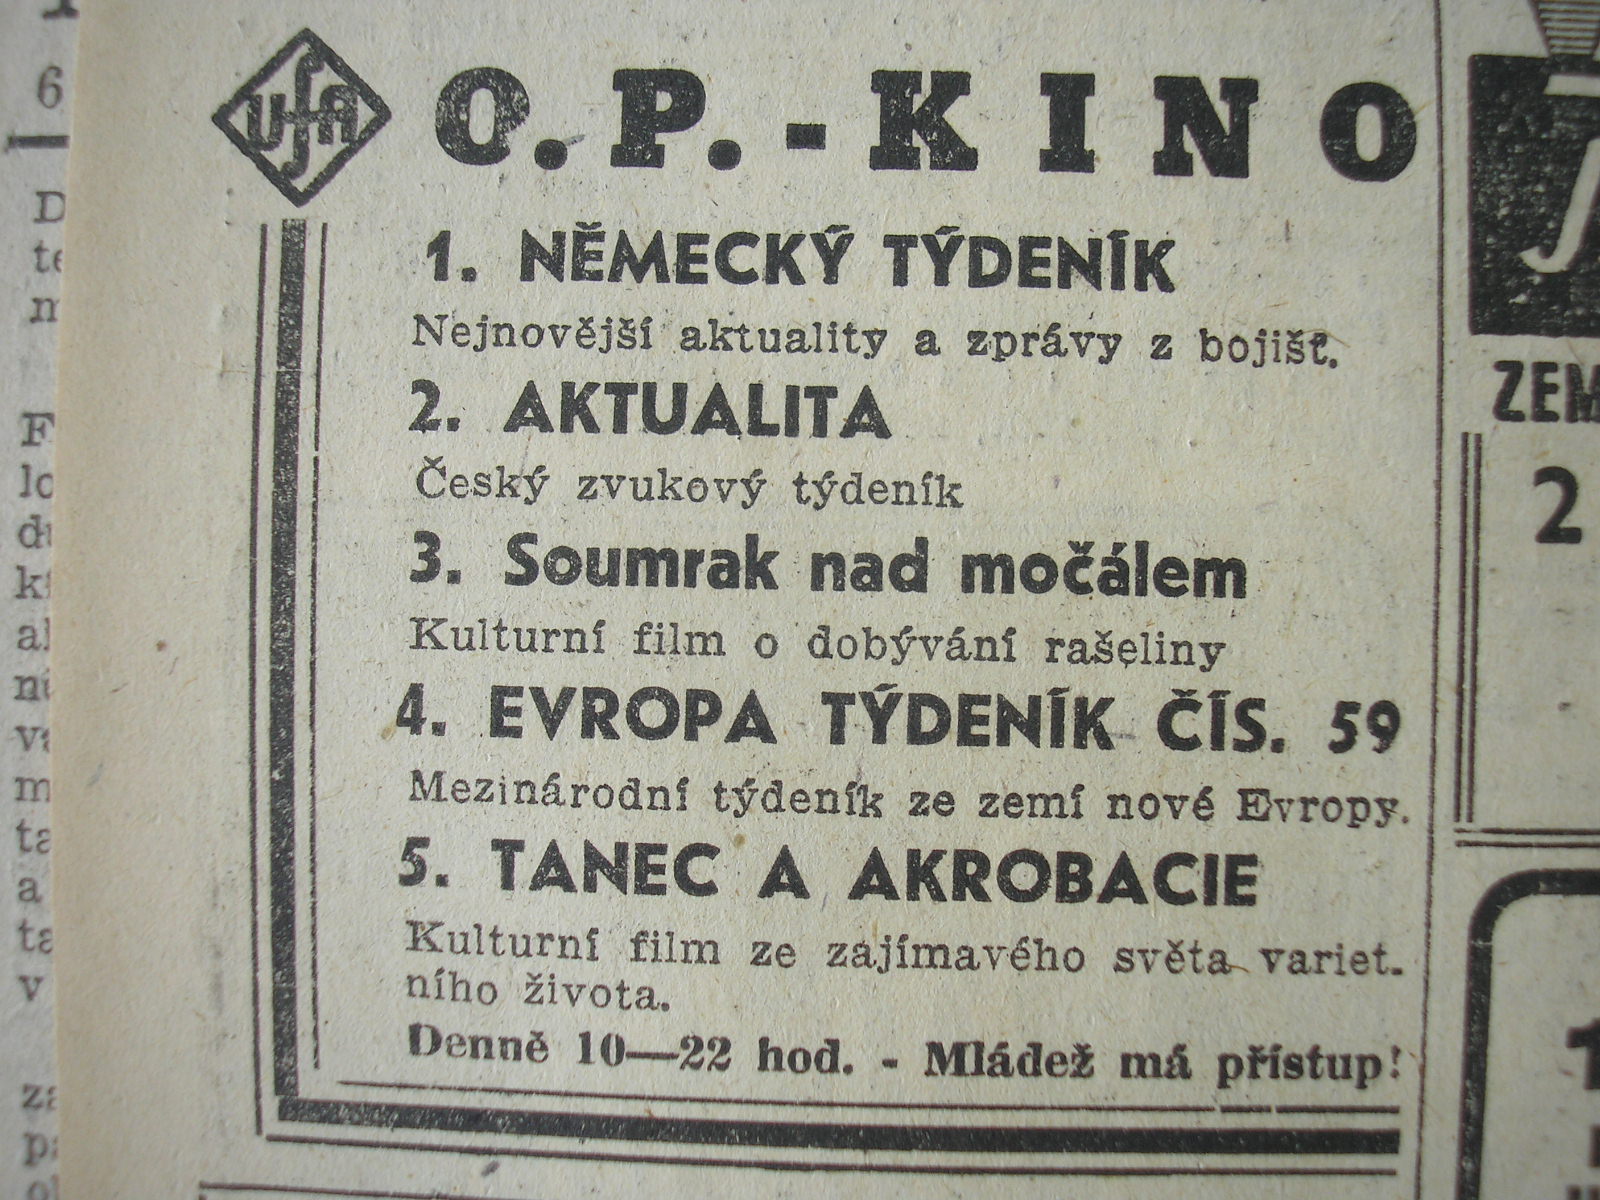 UfA
O.P.-KINO
1. NĚMECKÝ TÝDENÍK
Nejnovější aktuality a zprávy z bojišť.
2. AKTUALITA
Český zvukový týdeník
3. Soumrak nad močálem
Kulturní film o dobývání rašeliny
4. EVROPA TÝDENÍK ČÍS. 59
Mezinárodní týdeník ze zemí nové Evropy.
5. TANEC A AKROBACIE
Kulturní film ze zajímavého světa variet.
ního života.
Denně 10—22 hod. - Mládež má přístup!
6
ZEM
2